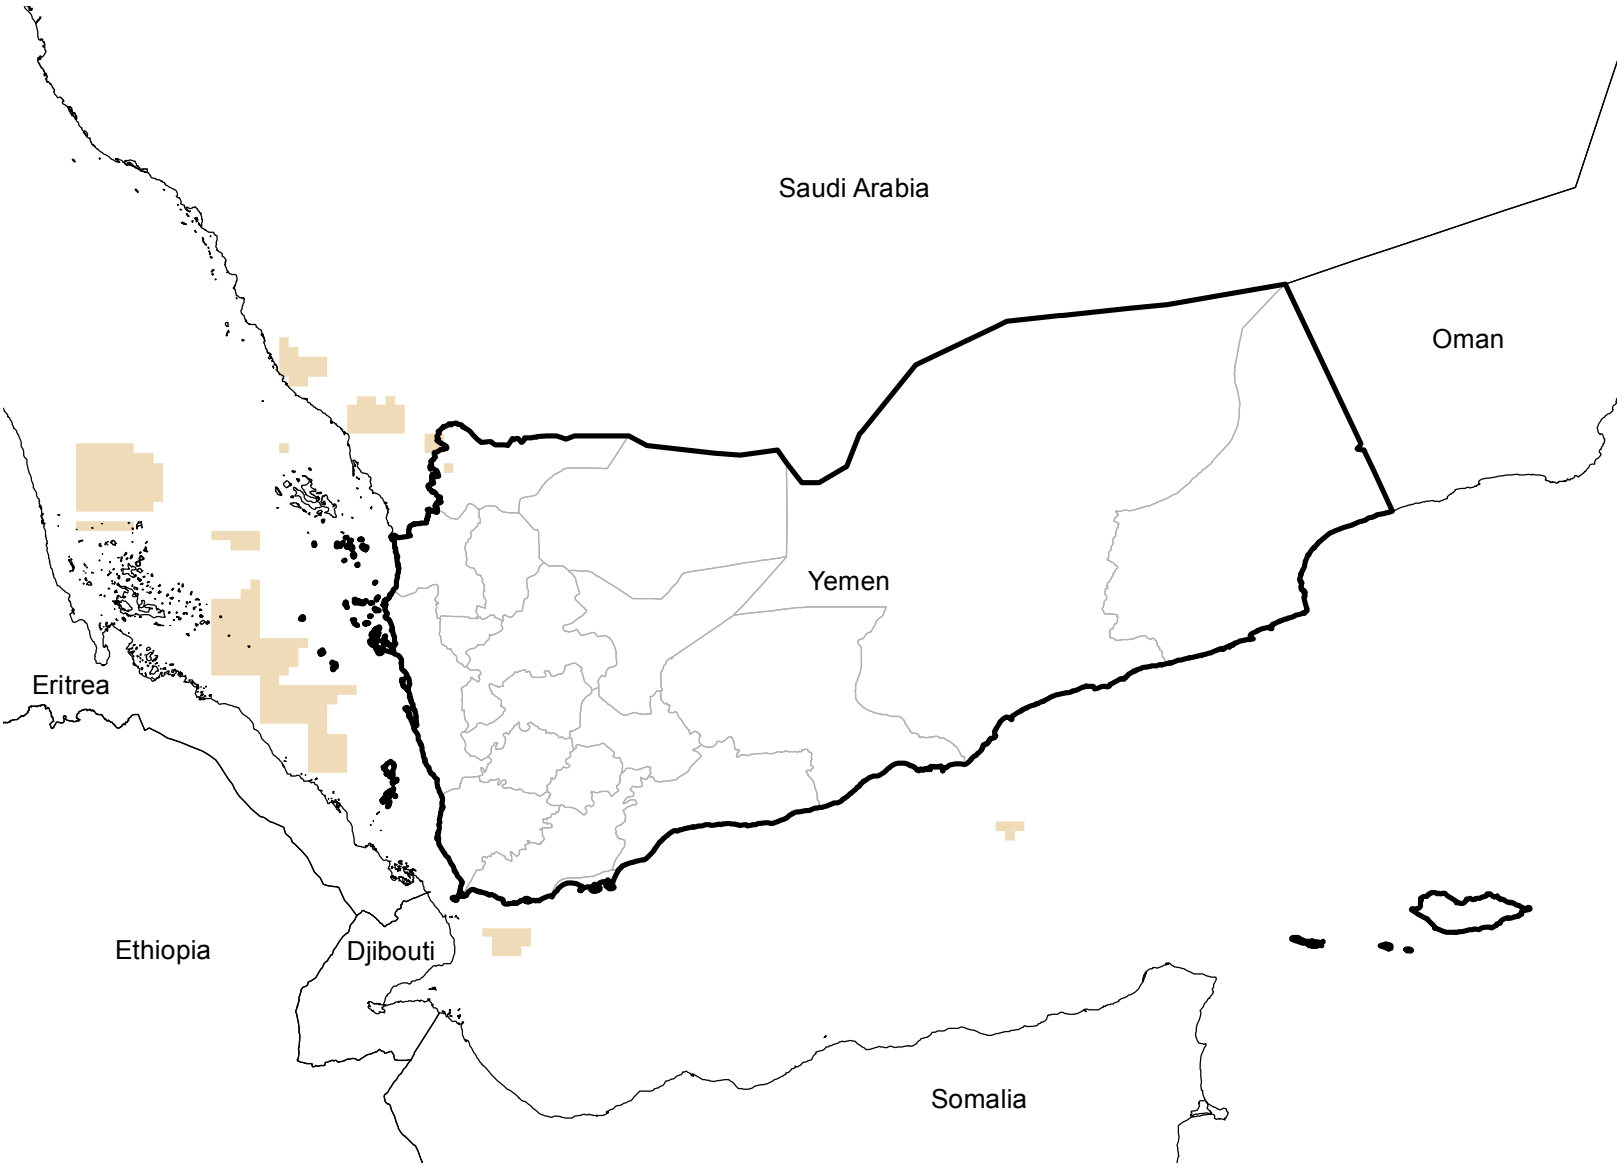 Saudi Arabia
Oman
Yemen
Eritrea
Ethiopia
Djibouti
Somalia